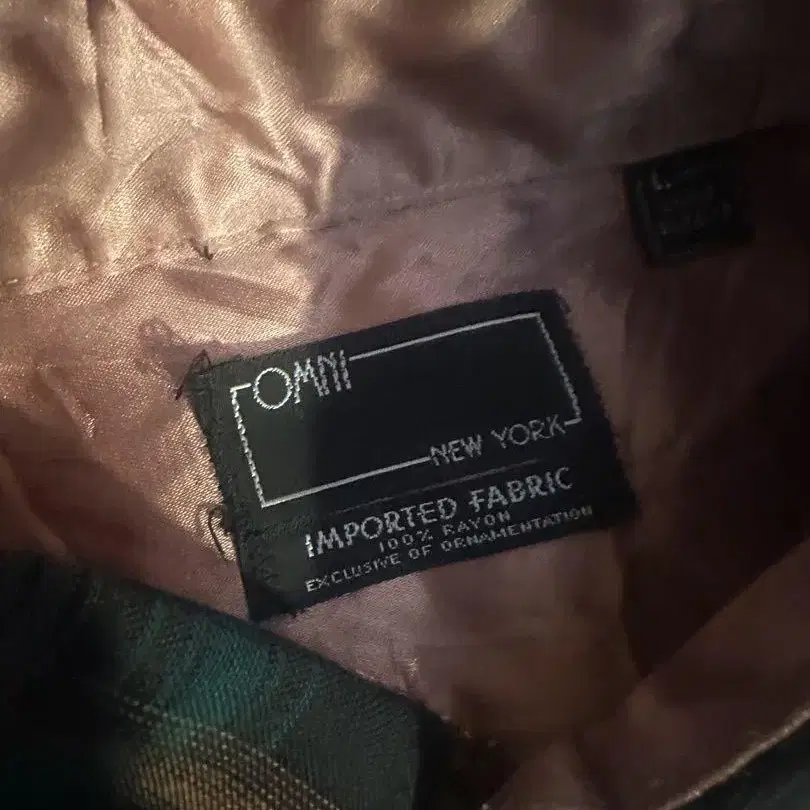 OMNI
NEW YORK
IMPORTED FABRIC
100% RAYON
EXCLUSIVE OF ORNAMENTATION